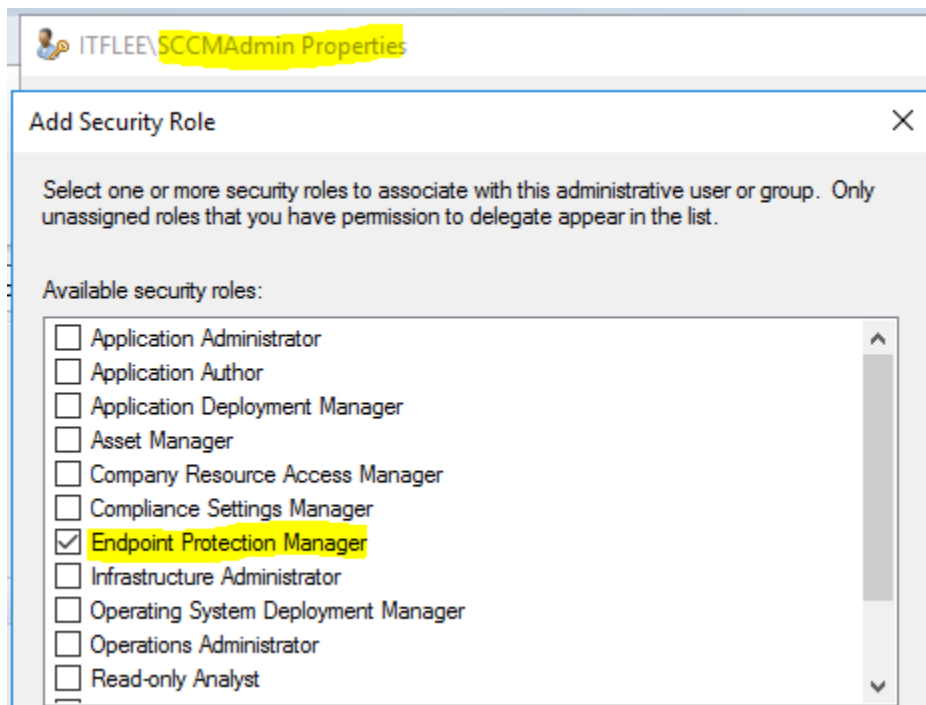 ITFLEE\SCCMAdmin Properties
Add Security Role
Select one or more security roles to associate with this administrative user or group. Only
unassigned roles that you have permission to delegate appear in the list.
Available security roles:
Application Administrator
Application Author
Application Deployment Manager
Asset Manager
Company Resource Access Manager
Compliance Settings Manager
Endpoint Protection Manager
Infrastructure Administrator
Operating System Deployment Manager
Operations Administrator
Read-only Analyst